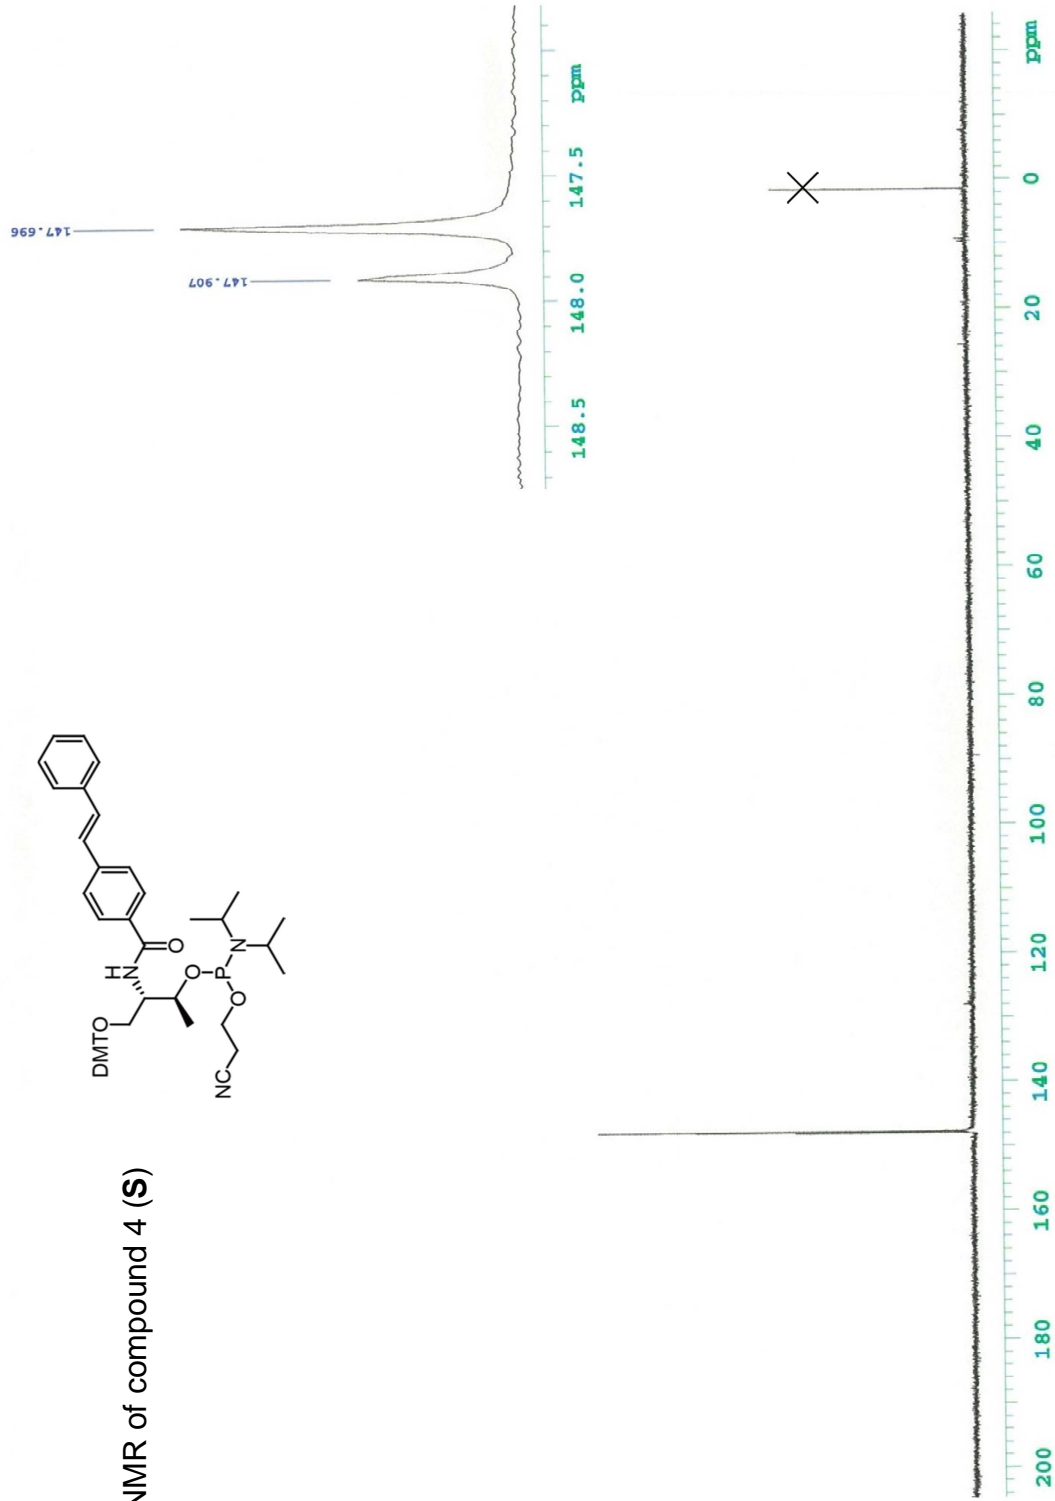 NMR of compound 4 (S)
DMTO
H
N
O
O
P
N
O
NC
147.907
147.696
148.5 148.0 147.5 ppm
200 180 160 140 120 100 80 60 40 20 0 ppm